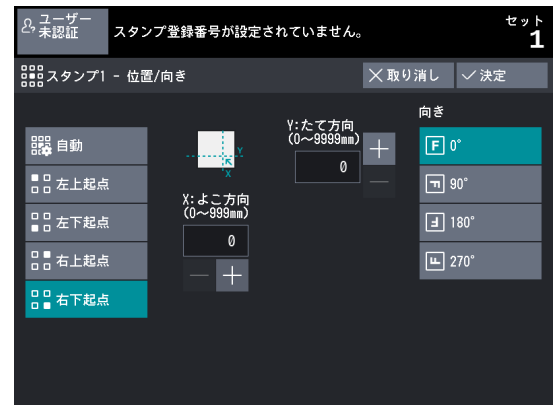 ユーザー
未認証
スタンプ登録番号が設定されていません。
セット
1
スタンプ1 - 位置/向き
取り消し
決定
自動
左上起点
左下起点
右上起点
右下起点
Y
X
X:よこ方向
(0～999mm)
0
Y:たて方向
(0～9999mm)
0
向き
F 0°
F 90°
F 180°
F 270°